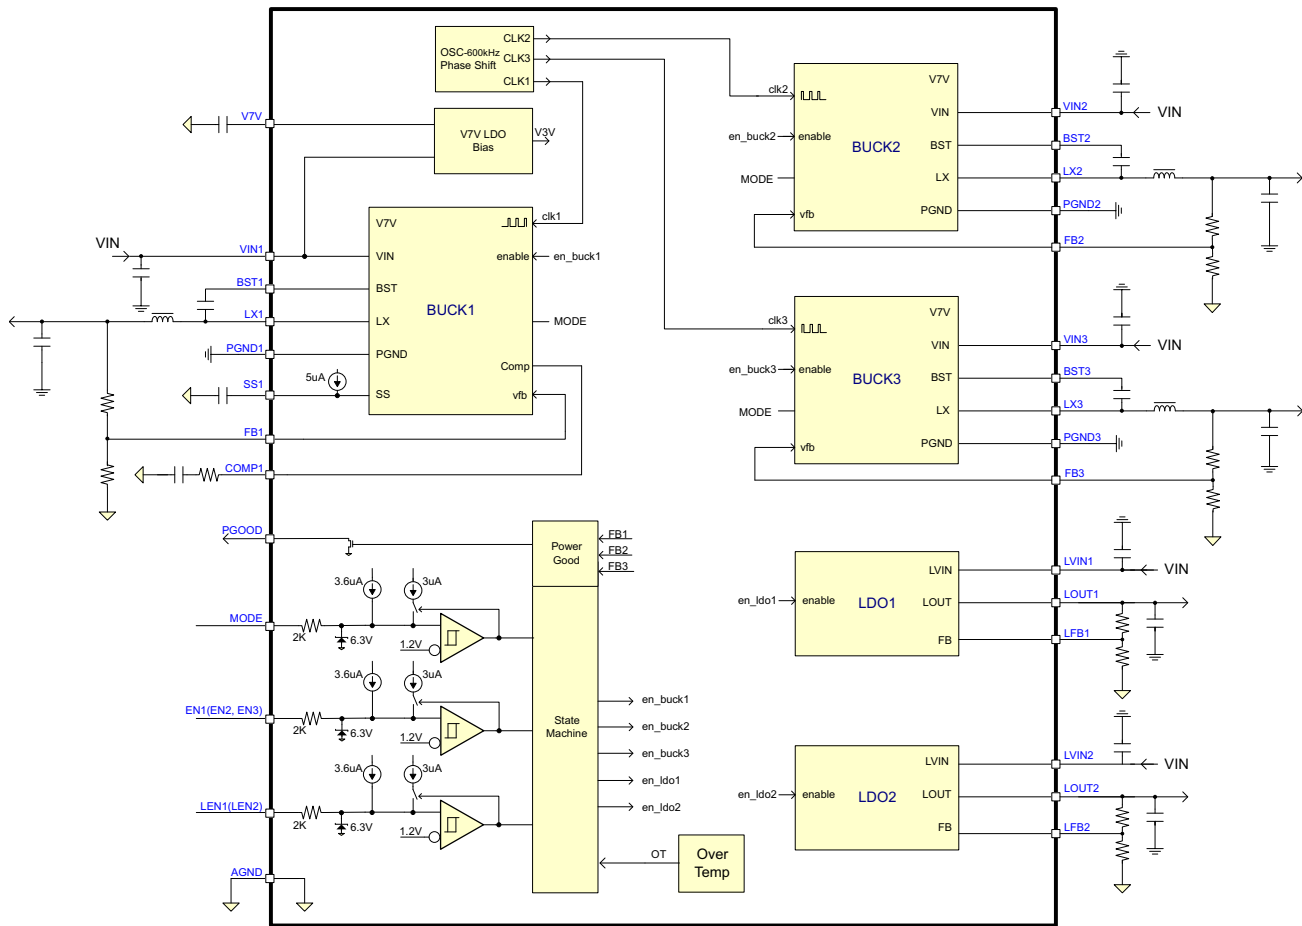 CLK2
OSC-600kHz
Phase Shift
CLK3
CLK1
V7V
V7V LDO
Bias
V3V
VIN
VIN1
BST1
LX1
PGND1
SS1
5uA
FB1
COMP1
V7V
clk1
VIN
enable
en_buck1
BST
BUCK1
LX
MODE
PGND
Comp
SS
vfb
clk2
V7V
VIN
VIN2
VIN
en_buck2
enable
BUCK2
BST
BST2
MODE
LX
LX2
vfb
PGND
PGND2
FB2
clk3
V7V
VIN
VIN3
VIN
en_buck3
enable
BUCK3
BST
BST3
MODE
LX
LX3
vfb
PGND
PGND3
FB3
PGOOD
Power
Good
FB1
FB2
FB3
3.6uA
3uA
MODE
2K
6.3V
1.2V
3.6uA
3uA
EN1(EN2, EN3)
2K
6.3V
1.2V
3.6uA
3uA
LEN1(LEN2)
2K
6.3V
1.2V
AGND
State
Machine
en_buck1
en_buck2
en_buck3
en_ldo1
en_ldo2
OT
Over
Temp
LVIN
LVIN1
VIN
en_ldo1
enable
LDO1
LOUT
LOUT1
FB
LFB1
LVIN
LVIN2
VIN
en_ldo2
enable
LDO2
LOUT
LOUT2
FB
LFB2